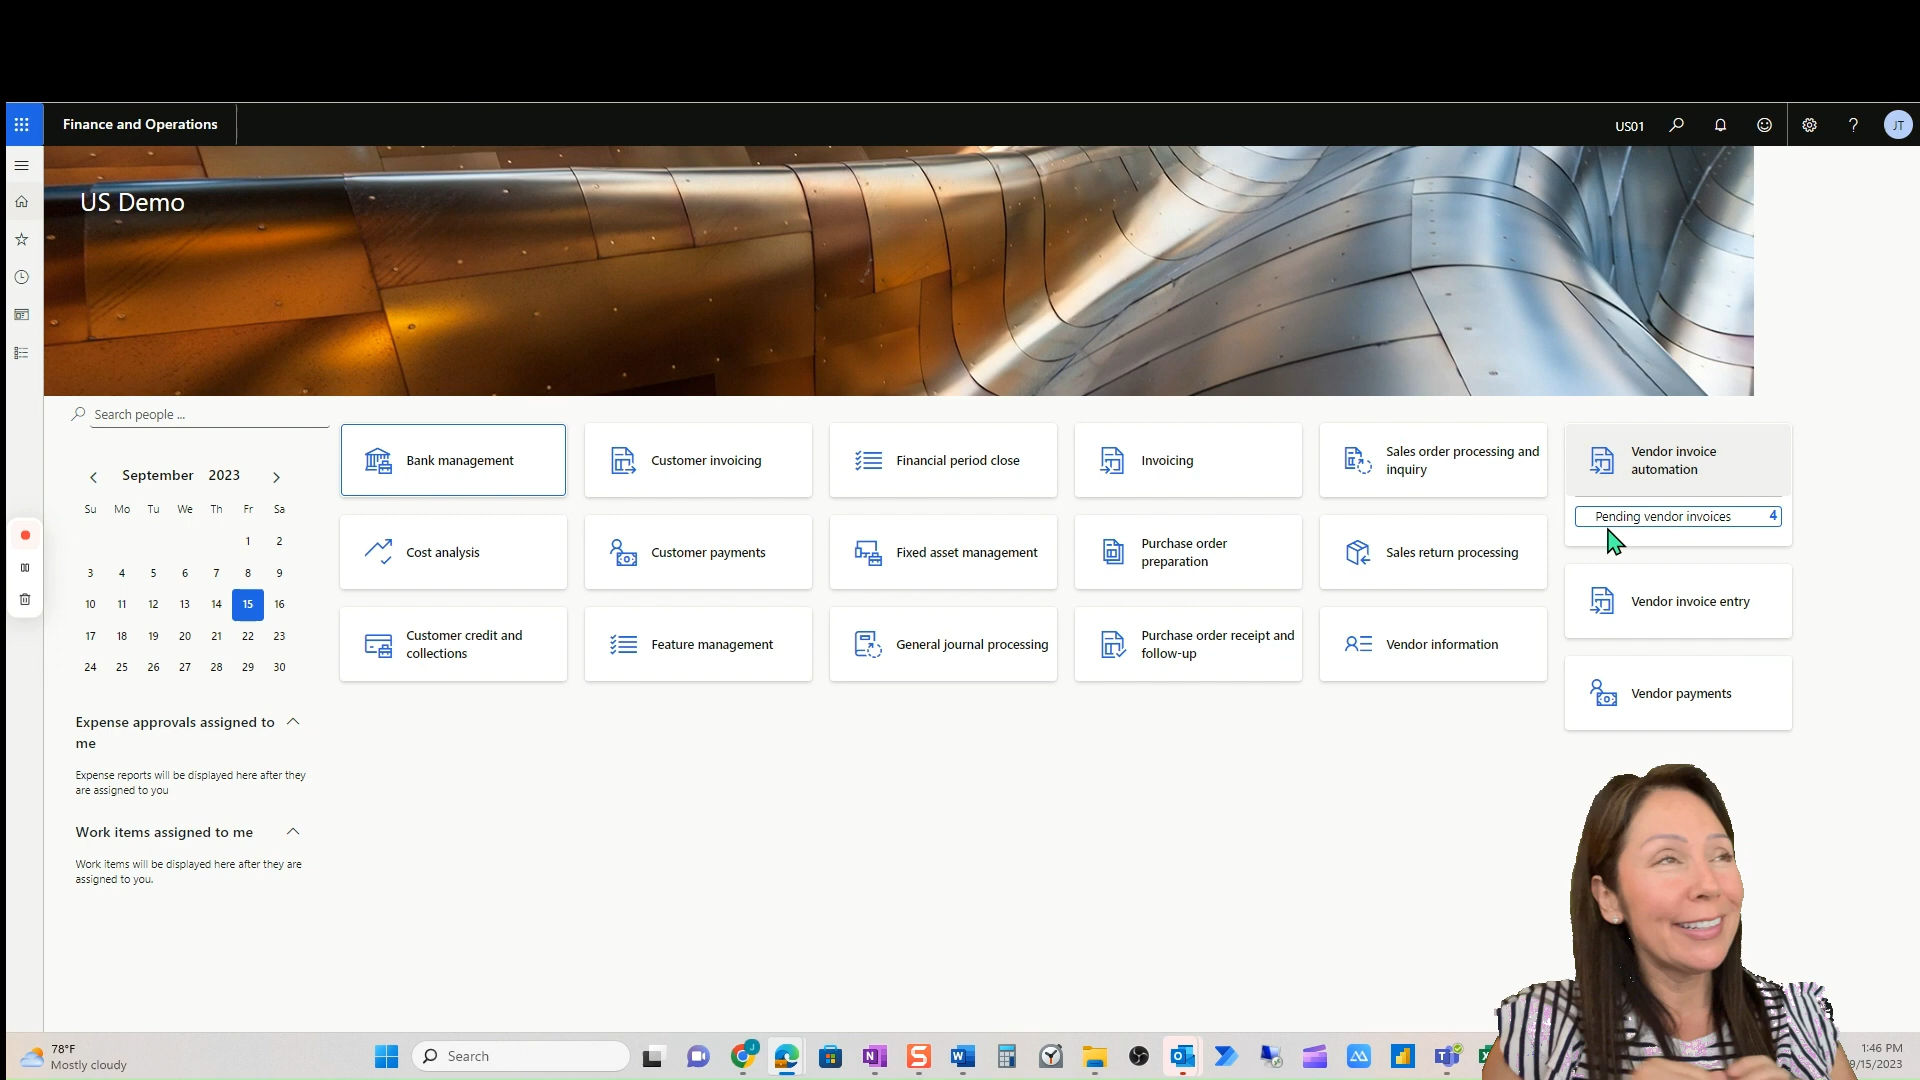 Finance and Operations
US01
JT
US Demo
Search people ...
September 2023
Su Mo Tu We Th Fr Sa
1 2
3 4 5 6 7 8 9
10 11 12 13 14 15 16
17 18 19 20 21 22 23
24 25 26 27 28 29 30
Expense approvals assigned to
me
Expense reports will be displayed here after they
are assigned to you
Work items assigned to me
Work items will be displayed here after they are
assigned to you.
Bank management
Customer invoicing
Financial period close
Invoicing
Sales order processing and
inquiry
Vendor invoice
automation
Pending vendor invoices 4
Cost analysis
Customer payments
Fixed asset management
Purchase order
preparation
Sales return processing
Vendor invoice entry
Customer credit and
collections
Feature management
General journal processing
Purchase order receipt and
follow-up
Vendor information
Vendor payments
78°F
Mostly cloudy
Search
1:46 PM
9/15/2023